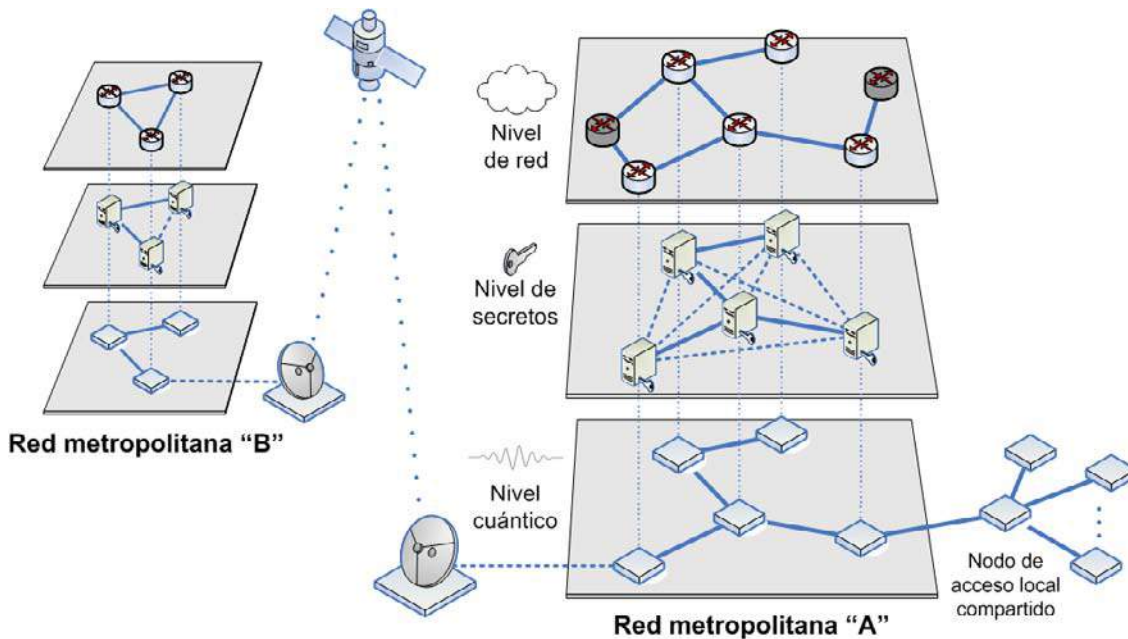 Nivel
de red
Nivel de
secretos
Red metropolitana “B”
Nivel
cuántico
Nodo de
acceso local
compartido
Red metropolitana “A”